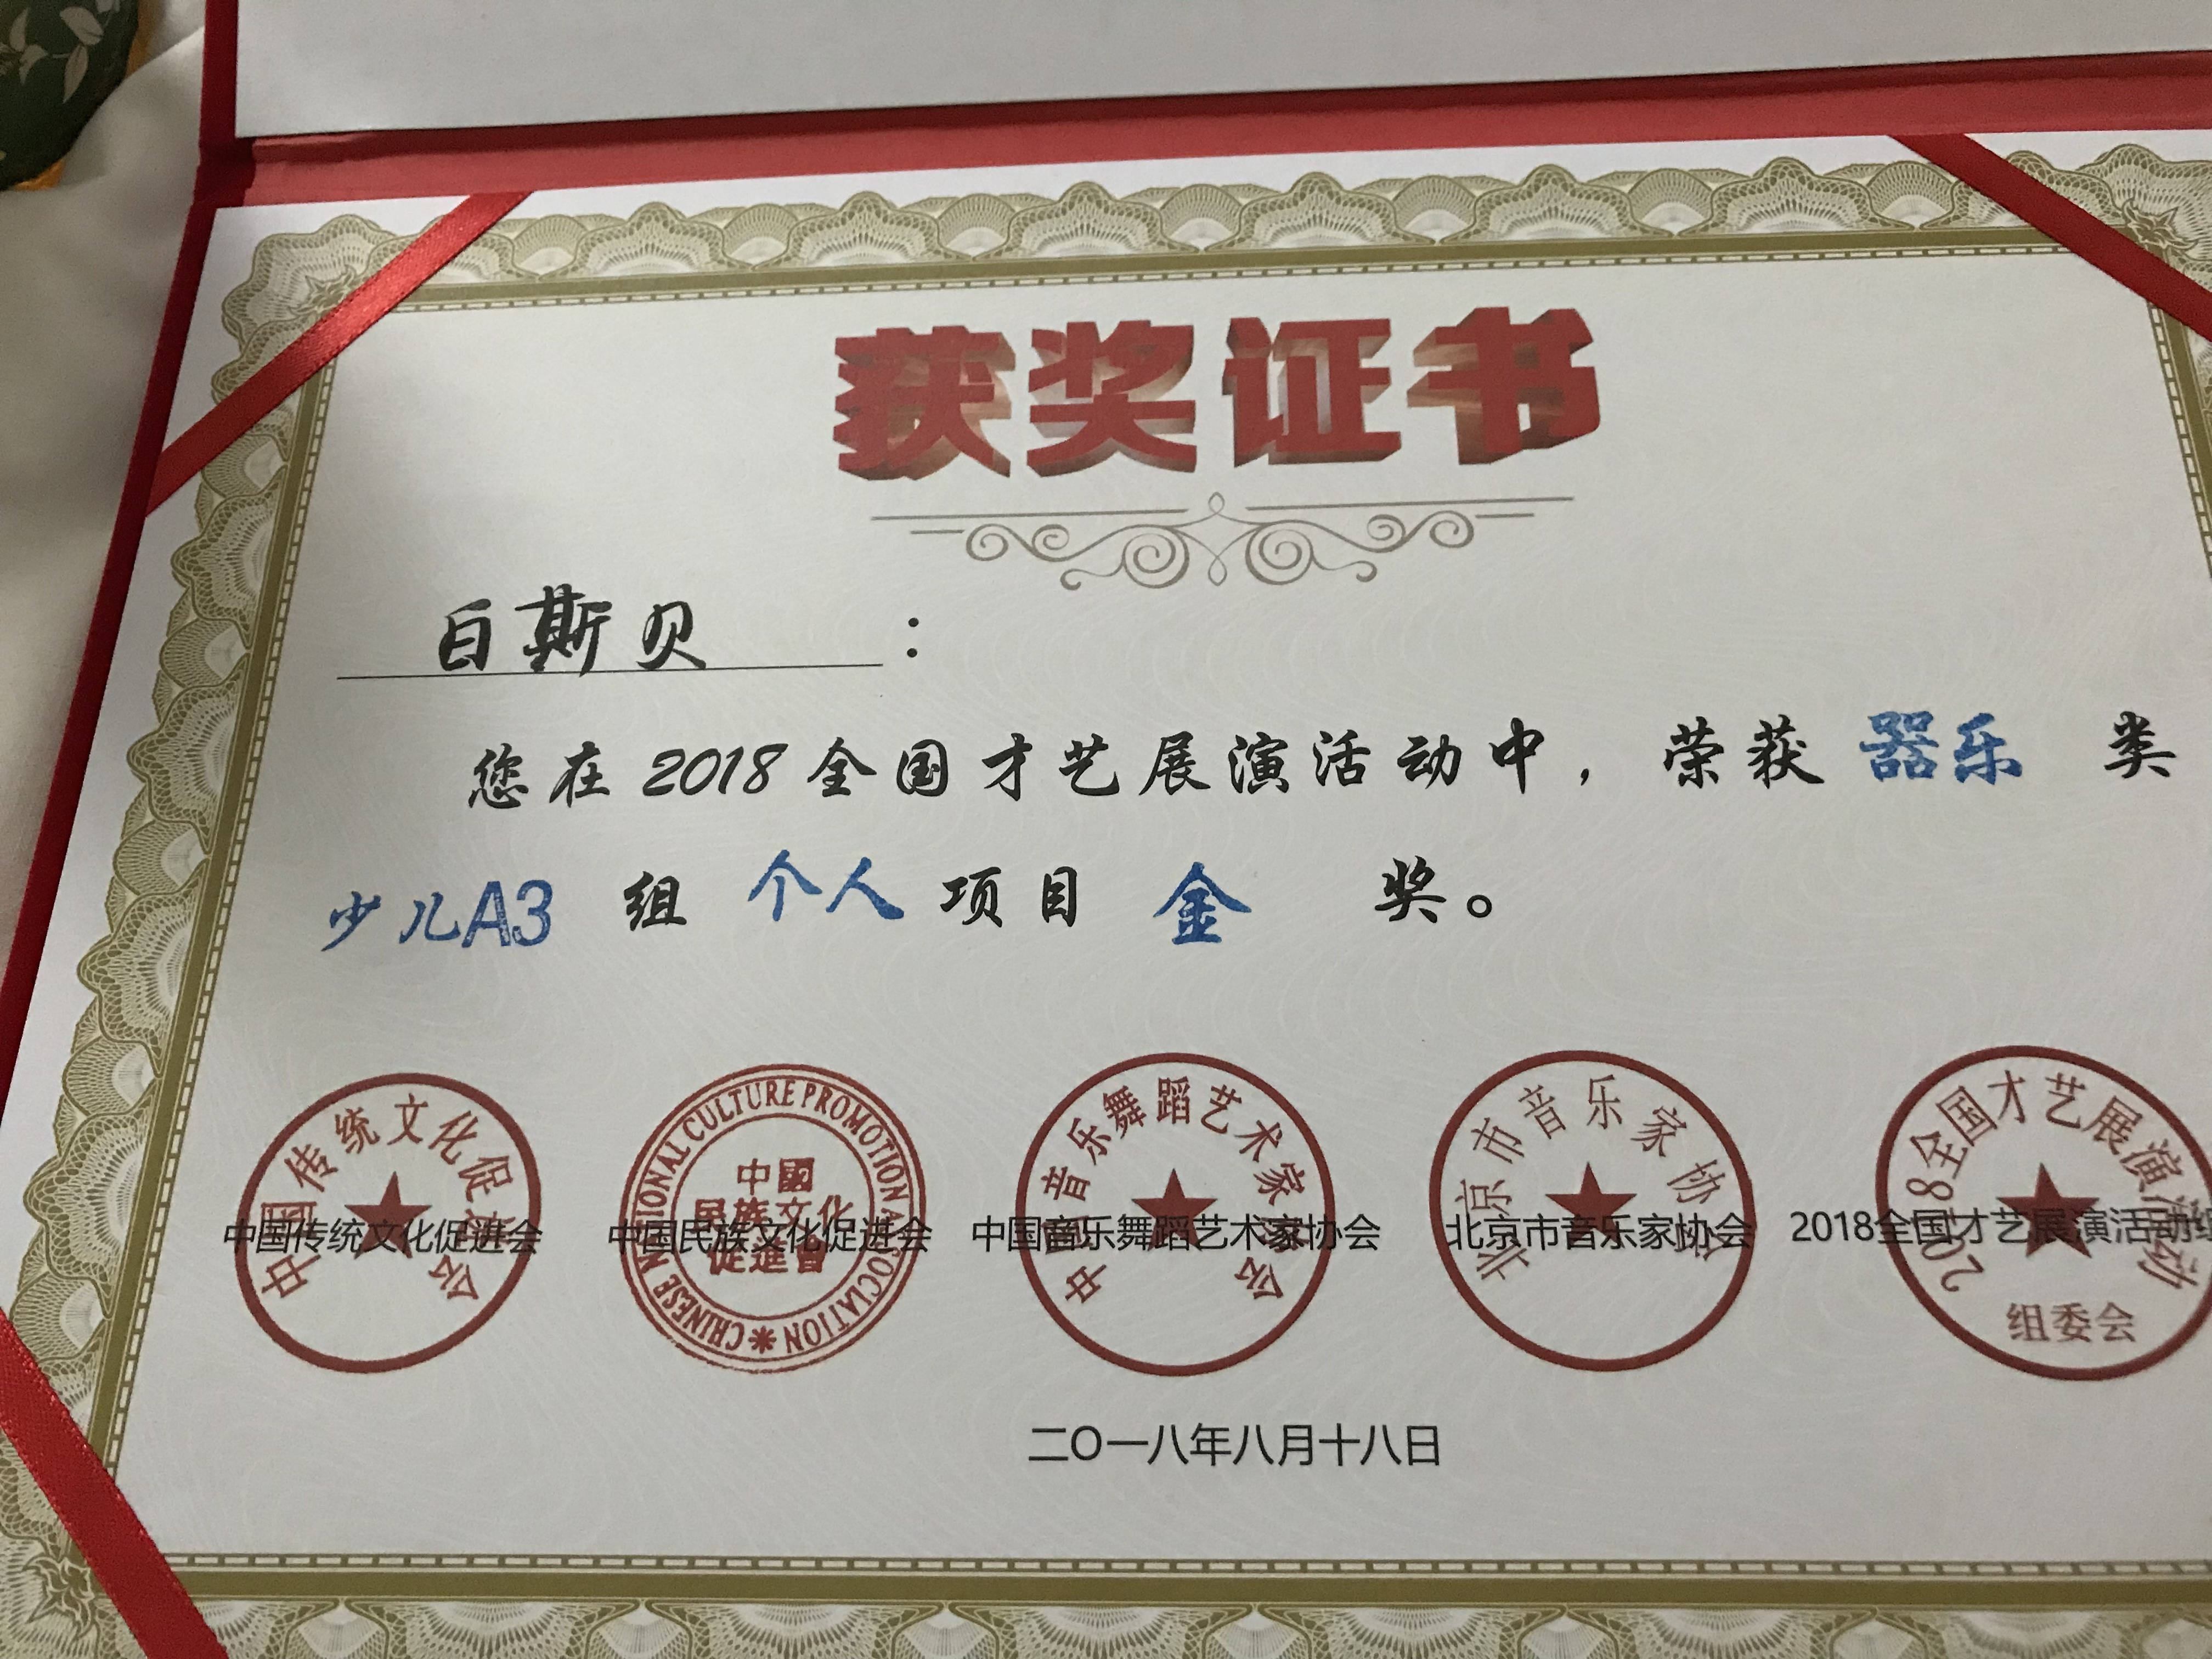 获奖证书
白斯贝:
您在2018全国才艺展演活动中,荣获 器乐 类
少儿A3 组 个人 项目 金 奖。
中国传统文化促进会
中国传统文化促进会
CHINESE NATIONAL CULTURE PROMOTION ASSOCIATION
中國
民族文化
促進會
中国民族文化促进会
中国音乐舞蹈艺术家协会
中国音乐舞蹈艺术家协会
北京市音乐家协会
北京市音乐家协会
2018全国才艺展演活动
组委会
2018全国才艺展演活动组
二〇一八年八月十八日